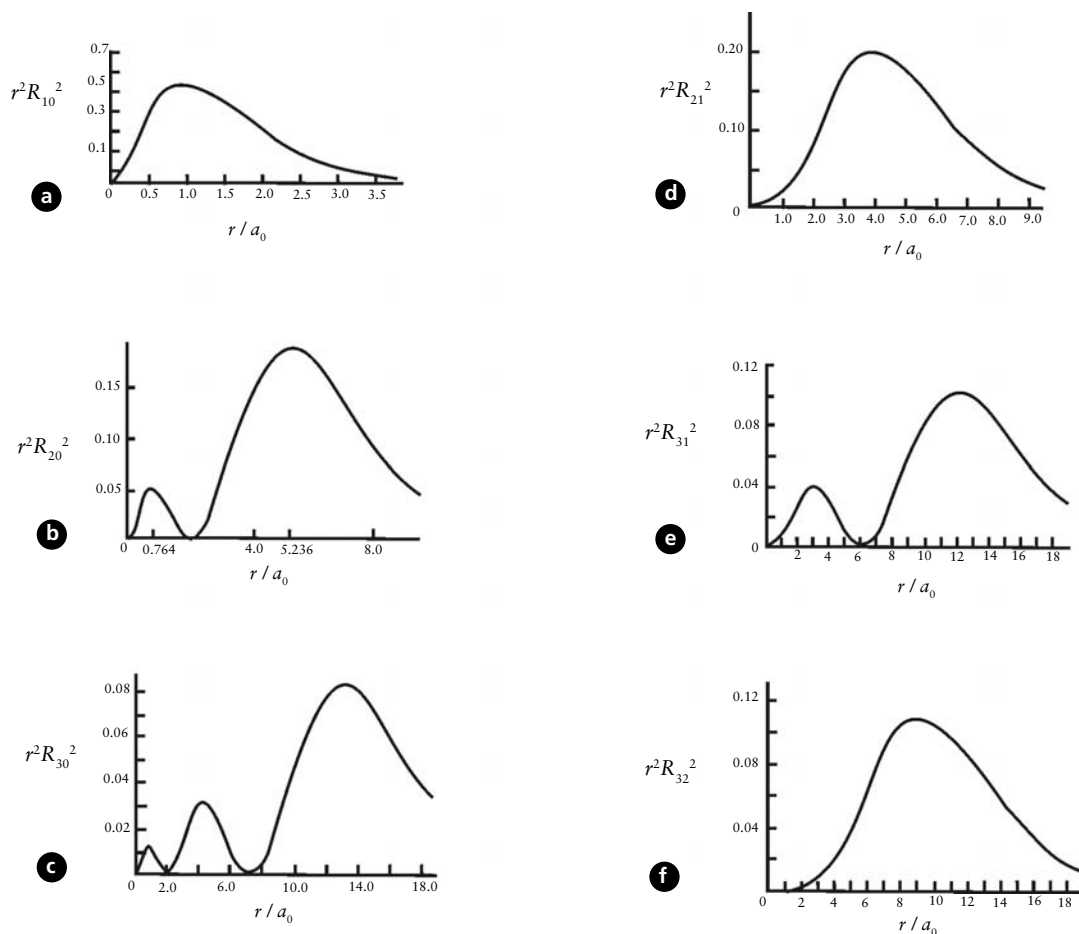 0.7
0.5
0.3
0.1
r²R₁₀²
0 0.5 1.0 1.5 2.0 2.5 3.0 3.5
r / a₀
a
0.20
0.10
0
r²R₂₁²
1.0 2.0 3.0 4.0 5.0 6.0 7.0 8.0 9.0
r / a₀
d
0.15
0.10
0.05
r²R₂₀²
0 0.764 4.0 5.236 8.0
r / a₀
b
0.12
0.08
0.04
r²R₃₁²
0 2 4 6 8 10 12 14 16 18
r / a₀
e
0.08
0.06
0.04
0.02
r²R₃₀²
0 2.0 6.0 10.0 14.0 18.0
r / a₀
c
0.12
0.08
0.04
r²R₃₂²
0 2 4 6 8 10 12 14 16 18
r / a₀
f